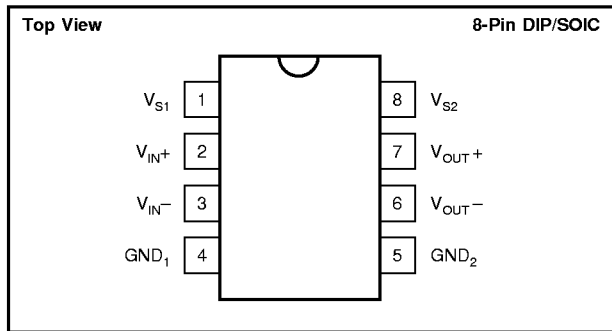 Top View 8-Pin DIP/SOIC
V_S1 1 8 V_S2
V_IN+ 2 7 V_OUT+
V_IN− 3 6 V_OUT−
GND_1 4 5 GND_2